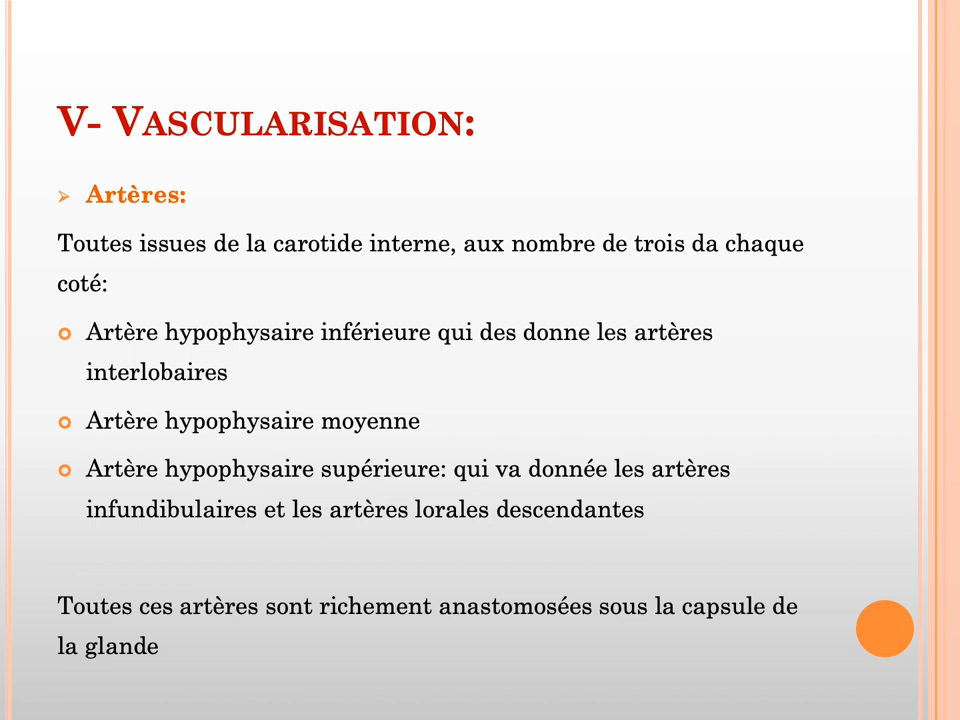 V- VASCULARISATION:
Artères:
Toutes issues de la carotide interne, aux nombre de trois da chaque
coté:
Artère hypophysaire inférieure qui des donne les artères
interlobaires
Artère hypophysaire moyenne
Artère hypophysaire supérieure: qui va donnée les artères
infundibulaires et les artères lorales descendantes
Toutes ces artères sont richement anastomosées sous la capsule de
la glande